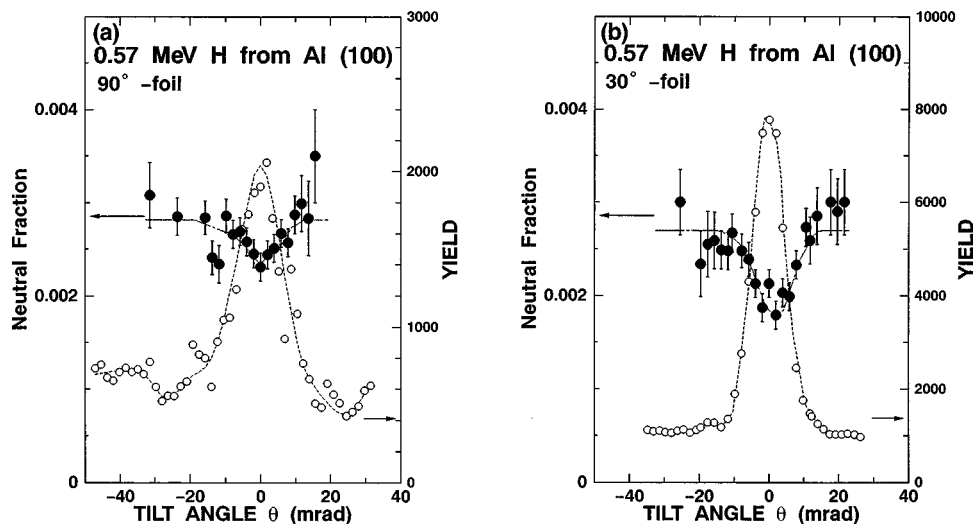 (a)
0.57 MeV H from Al (100)
90° -foil
Neutral Fraction
0.004
0.002
0
3000
2000
1000
0
YIELD
−40 −20 0 20 40
TILT ANGLE θ (mrad)
(b)
0.57 MeV H from Al (100)
30° -foil
Neutral Fraction
0.004
0.002
0
10000
8000
6000
4000
2000
0
YIELD
−40 −20 0 20 40
TILT ANGLE θ (mrad)